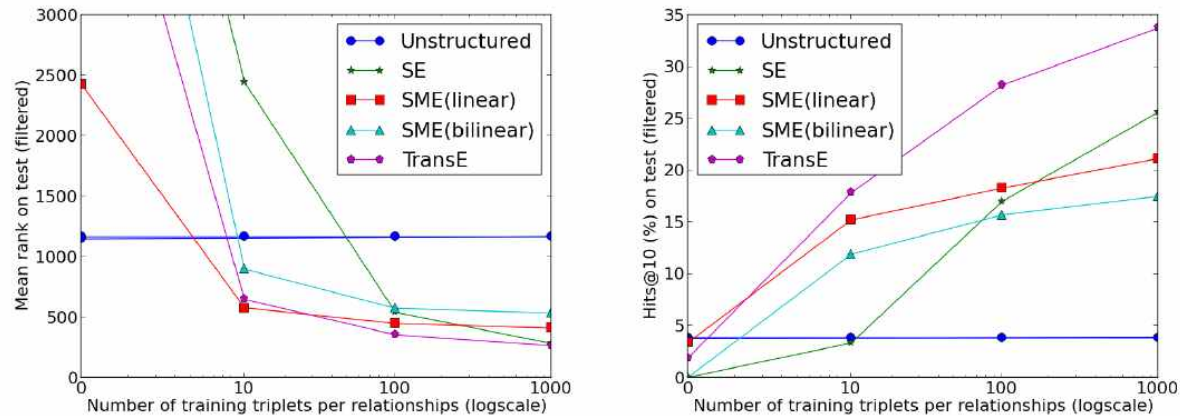 3000
2500
2000
1500
1000
500
0
Mean rank on test (filtered)
Unstructured
SE
SME(linear)
SME(bilinear)
TransE
0 10 100 1000
Number of training triplets per relationships (logscale)
35
30
25
20
15
10
5
0
Hits@10 (%) on test (filtered)
Unstructured
SE
SME(linear)
SME(bilinear)
TransE
0 10 100 1000
Number of training triplets per relationships (logscale)